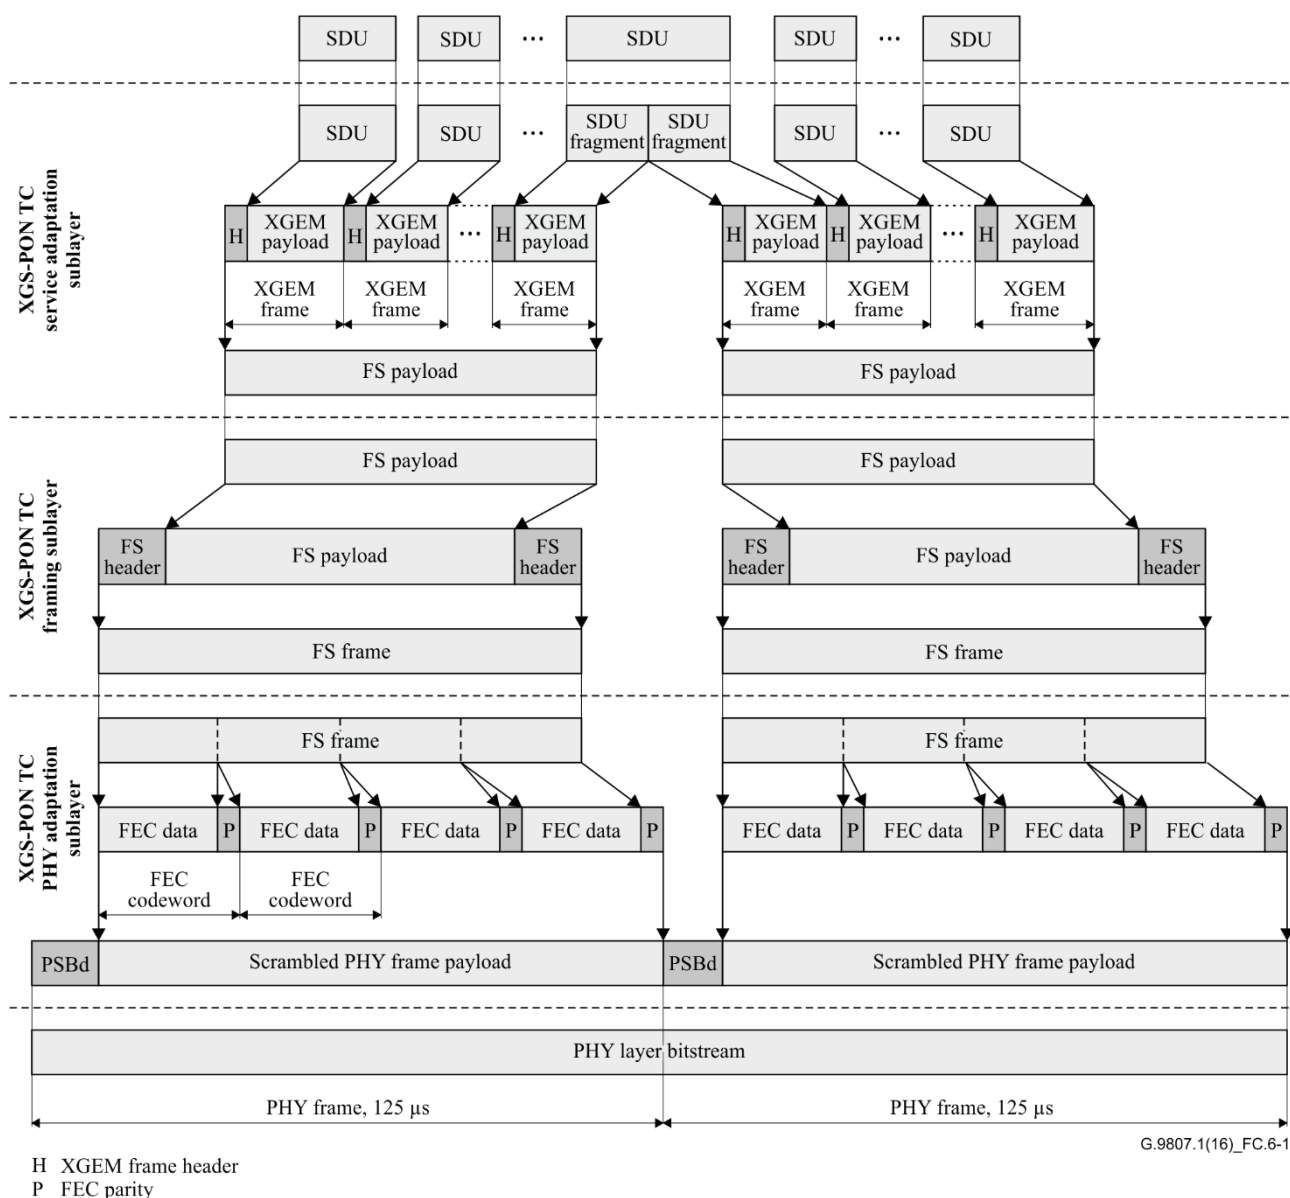 SDU SDU ... SDU SDU ... SDU
XGS-PON TC
service adaptation
sublayer
SDU SDU ... SDU fragment SDU fragment SDU ... SDU
H XGEM payload H XGEM payload ... H XGEM payload H XGEM payload H XGEM payload ... H XGEM payload
XGEM frame XGEM frame XGEM frame XGEM frame XGEM frame XGEM frame
FS payload FS payload
XGS-PON TC
framing sublayer
FS payload FS payload
FS header FS payload FS header FS header FS payload FS header
FS frame FS frame
XGS-PON TC
PHY adaptation
sublayer
FS frame FS frame
FEC data P FEC data P FEC data P FEC data P FEC data P FEC data P FEC data P FEC data P
FEC codeword FEC codeword
PSBd Scrambled PHY frame payload PSBd Scrambled PHY frame payload
PHY layer bitstream
PHY frame, 125 µs PHY frame, 125 µs
G.9807.1(16)_FC.6-1
H XGEM frame header
P FEC parity